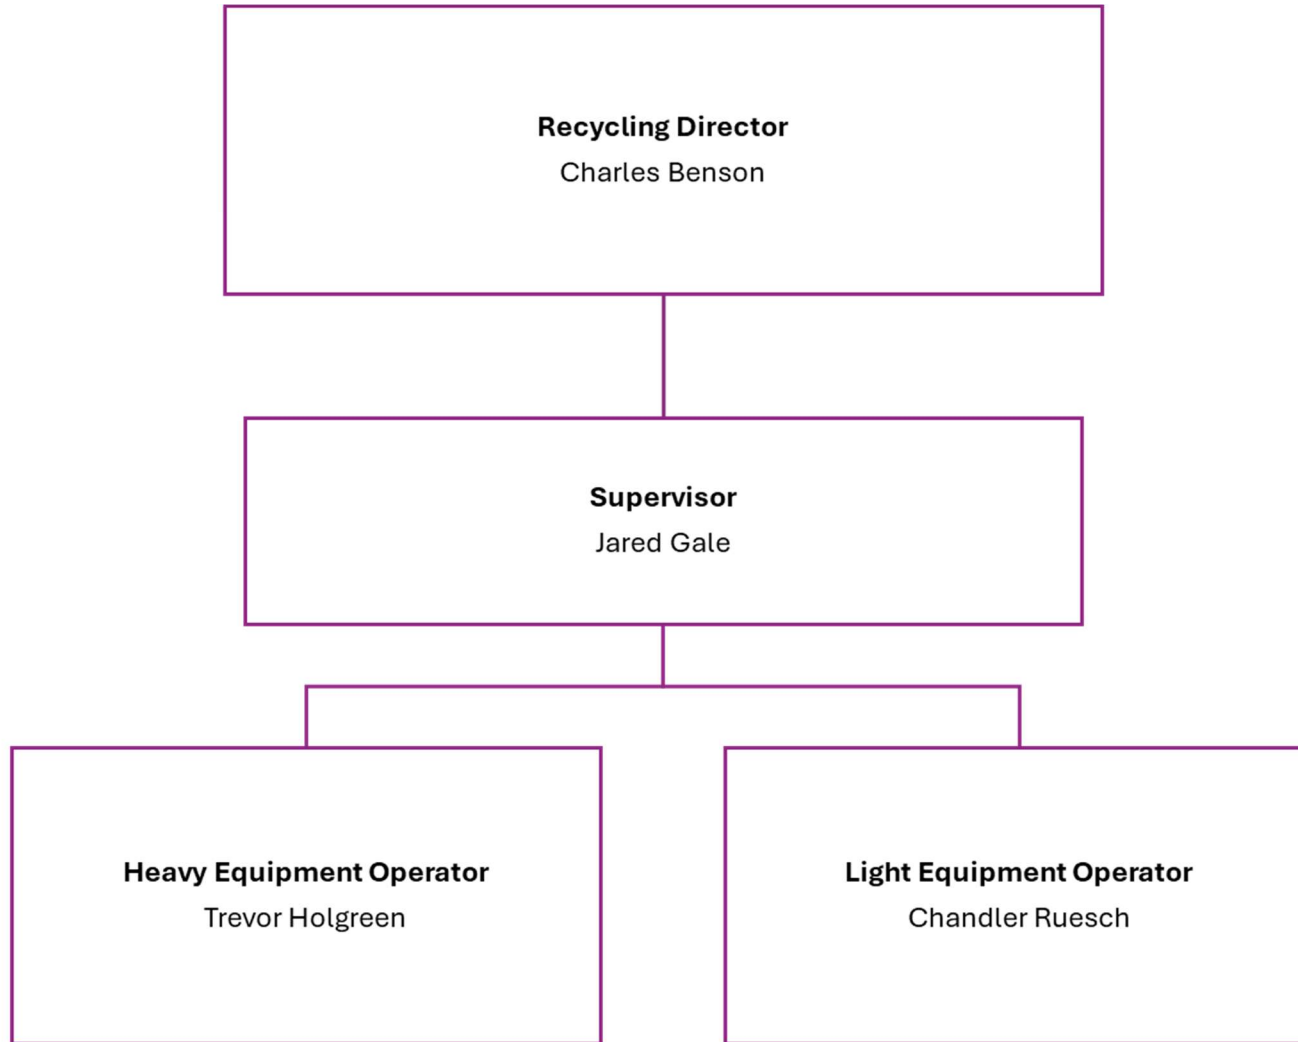 Recycling Director
Charles Benson
Supervisor
Jared Gale
Heavy Equipment Operator
Trevor Holgreen
Light Equipment Operator
Chandler Ruesch